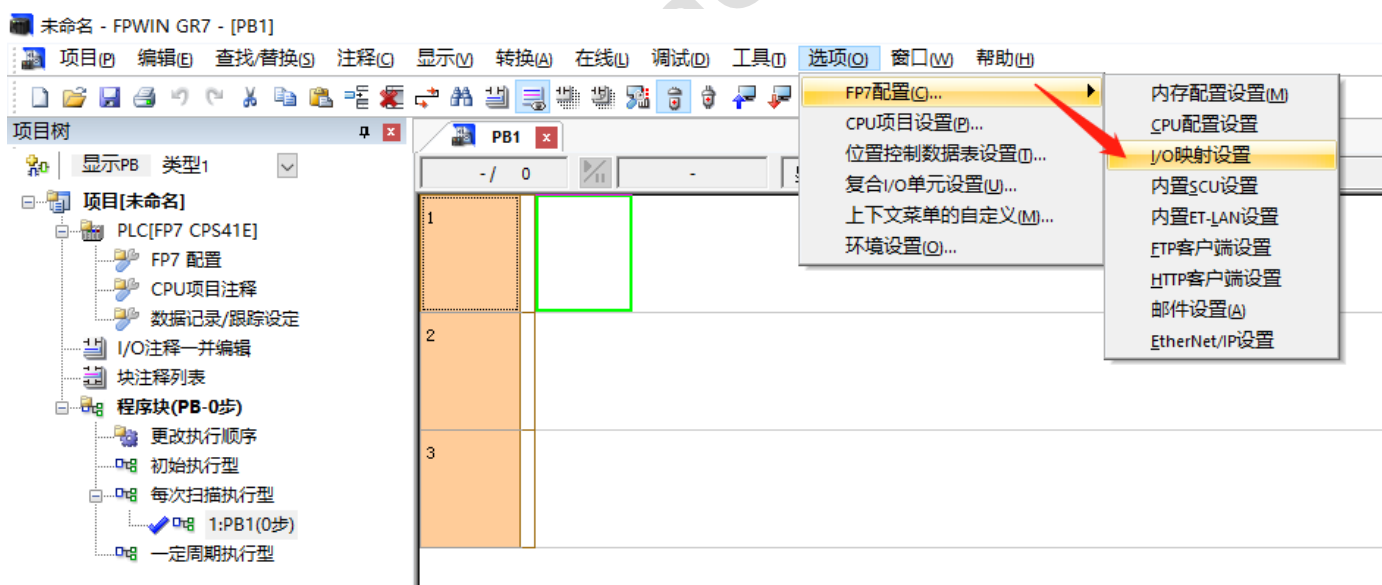 未命名 - FPWIN GR7 - [PB1]
项目(P) 编辑(E) 查找/替换(S) 注释(C) 显示(V) 转换(A) 在线(L) 调试(D) 工具(T) 选项(O) 窗口(W) 帮助(H)
项目树
显示PB 类型1
项目[未命名]
PLC[FP7 CPS41E]
FP7 配置
CPU项目注释
数据记录/跟踪设定
I/O注释一并编辑
块注释列表
程序块(PB-0步)
更改执行顺序
初始执行型
每次扫描执行型
1:PB1(0步)
一定周期执行型
PB1
-/ 0
-
1
2
3
FP7配置(C)...
CPU项目设置(P)...
位置控制数据表设置(T)...
复合I/O单元设置(U)...
上下文菜单的自定义(M)...
环境设置(O)...
内存配置设置(M)
CPU配置设置
I/O映射设置
内置SCU设置
内置ET-LAN设置
FTP客户端设置
HTTP客户端设置
邮件设置(A)
EtherNet/IP设置